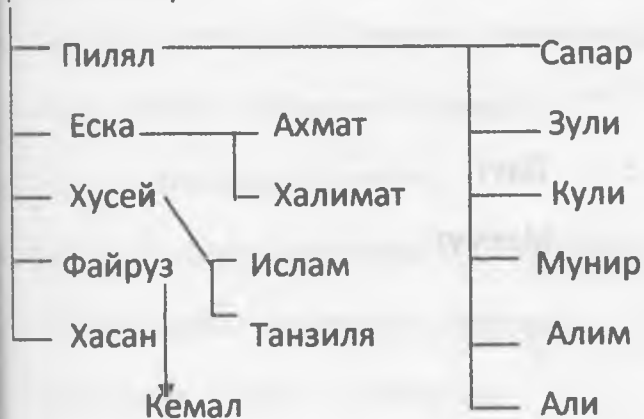 Пилял Сапар
Еска Ахмат Зули
Хусей Халимат Кули
Файруз Ислам Мунир
Хасан Танзиля Алим
Кемал Али